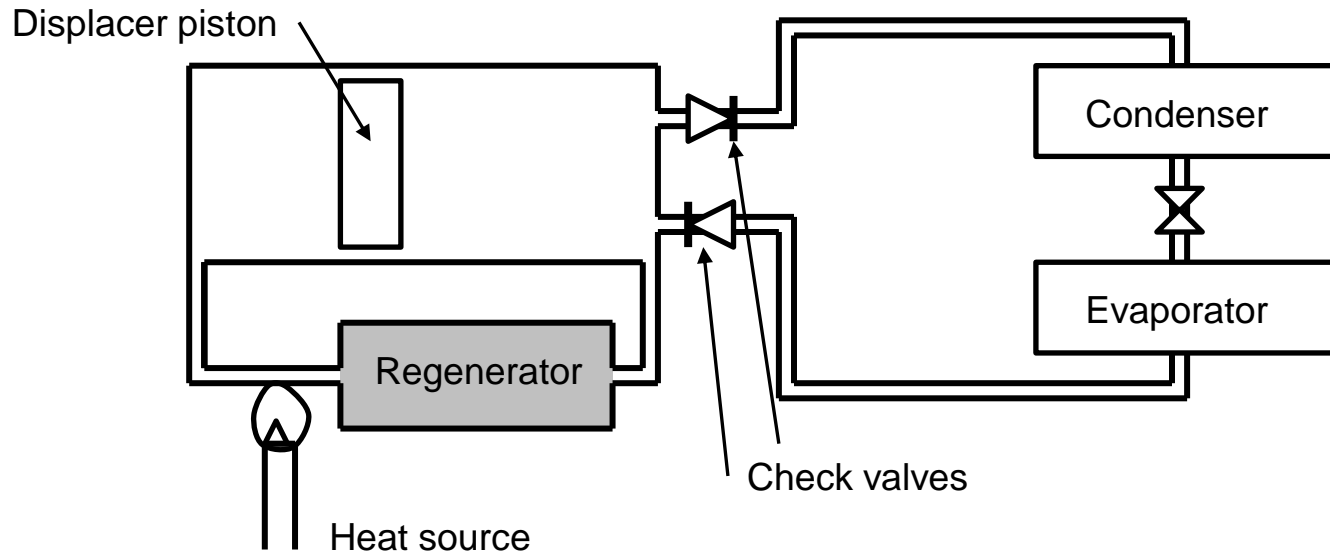 Displacer piston
Condenser
Evaporator
Regenerator
Check valves
Heat source